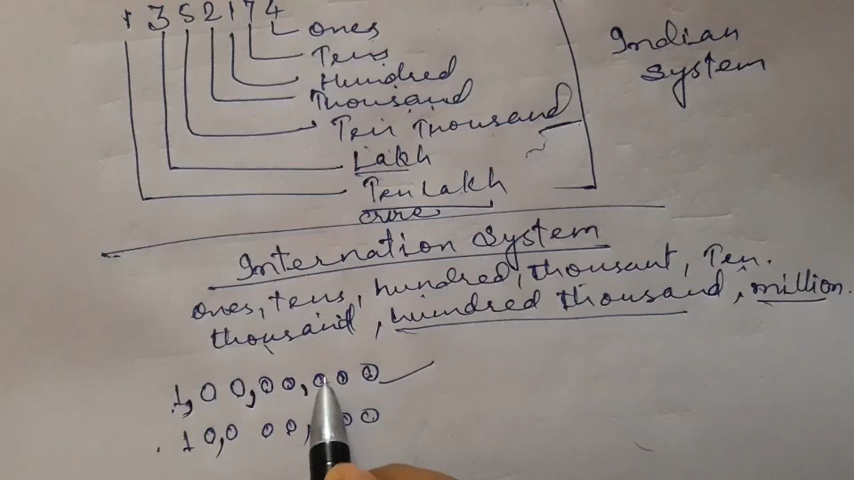 1 3 5 2 1 7 4
Ones
Tens
Hundred
Thousand
Ten Thousand
Lakh
Ten Lakh
crore
Indian
System
Internation System
ones, tens, hundred, thousant, Ten.
thousand, hundred thousand, million.
1,00,00,000
10,0 00, 00